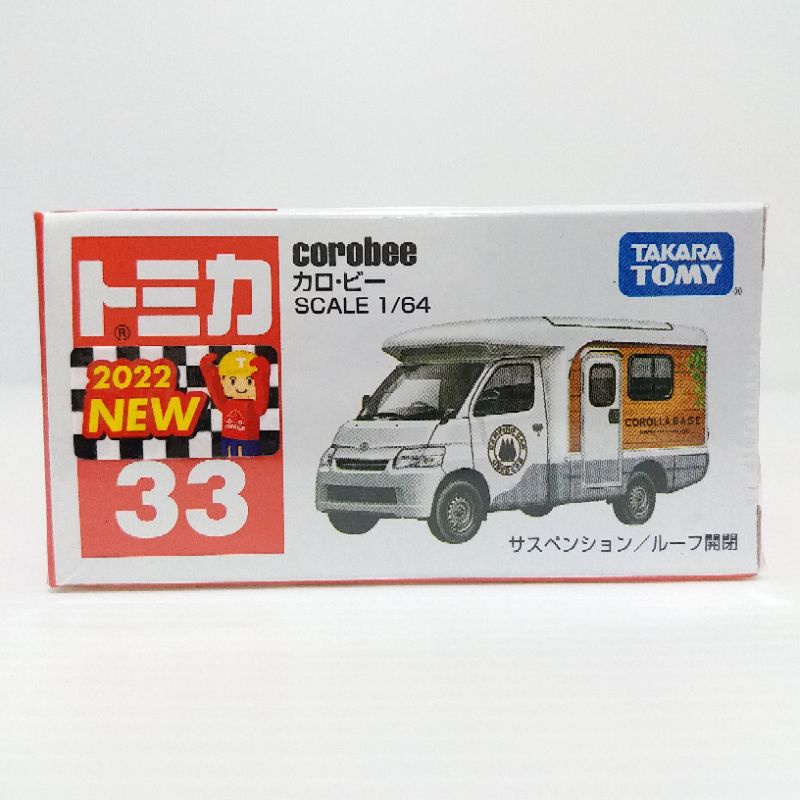 トミカ
®
2022
NEW
T
33
corobee
カロ・ビー
SCALE 1/64
TAKARA
TOMY
®
COROLLA BASE
サスペンション/ルーフ開閉